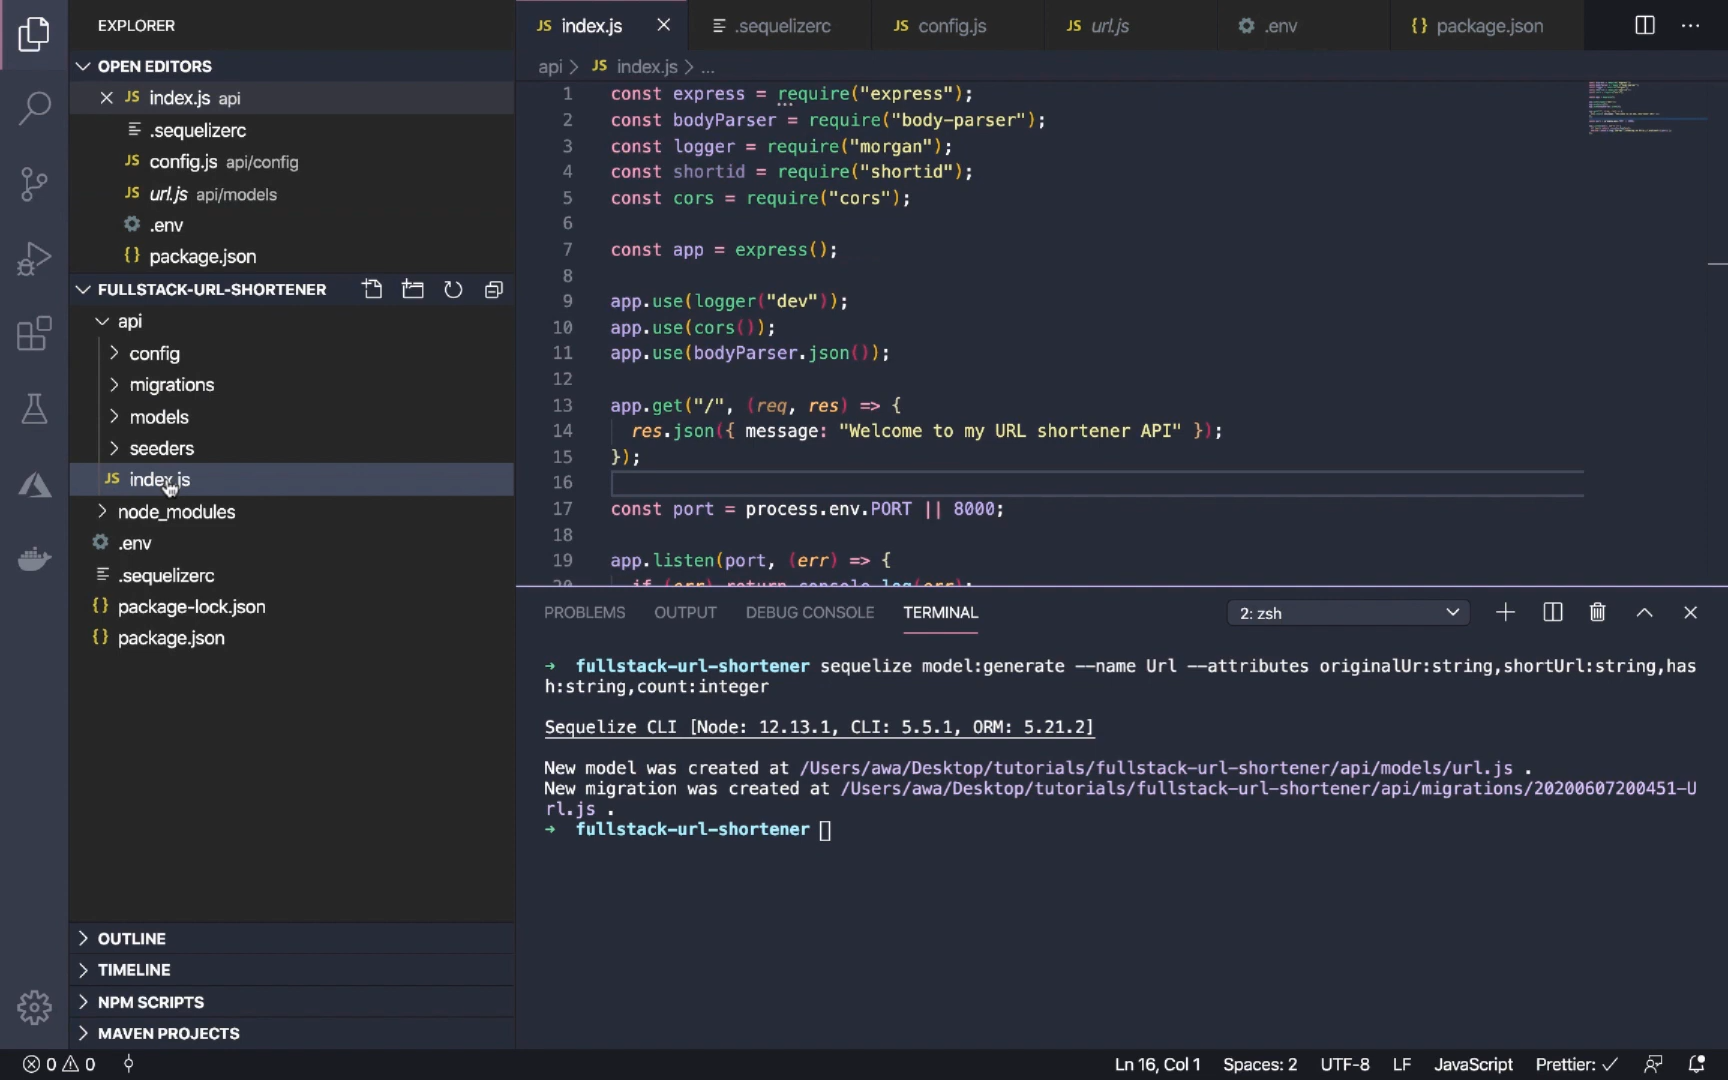 EXPLORER
OPEN EDITORS
JS index.js api
.sequelizerc
JS config.js api/config
JS url.js api/models
.env
{} package.json
FULLSTACK-URL-SHORTENER
api
config
migrations
models
seeders
JS index.js
node_modules
.env
.sequelizerc
{} package-lock.json
{} package.json
OUTLINE
TIMELINE
NPM SCRIPTS
MAVEN PROJECTS
JS index.js
.sequelizerc
JS config.js
JS url.js
.env
{} package.json
api > JS index.js > ...
1 const express = require("express");
2 const bodyParser = require("body-parser");
3 const logger = require("morgan");
4 const shortid = require("shortid");
5 const cors = require("cors");
6
7 const app = express();
8
9 app.use(logger("dev"));
10 app.use(cors());
11 app.use(bodyParser.json());
12
13 app.get("/", (req, res) => {
14 res.json({ message: "Welcome to my URL shortener API" });
15 });
16
17 const port = process.env.PORT || 8000;
18
19 app.listen(port, (err) => {
20 if (err) return console.log(err);
PROBLEMS OUTPUT DEBUG CONSOLE TERMINAL 2: zsh
→ fullstack-url-shortener sequelize model:generate --name Url --attributes originalUr:string,shortUrl:string,has
h:string,count:integer
Sequelize CLI [Node: 12.13.1, CLI: 5.5.1, ORM: 5.21.2]
New model was created at /Users/awa/Desktop/tutorials/fullstack-url-shortener/api/models/url.js .
New migration was created at /Users/awa/Desktop/tutorials/fullstack-url-shortener/api/migrations/20200607200451-U
rl.js .
→ fullstack-url-shortener
0 0 Ln 16, Col 1 Spaces: 2 UTF-8 LF JavaScript Prettier: ✓